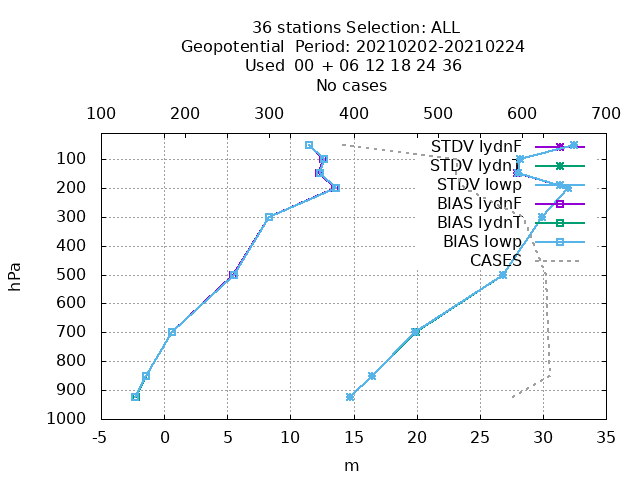 36 stations Selection: ALL
Geopotential  Period: 20210202-20210224
Used  00 + 06 12 18 24 36
No cases
100 200 300 400 500 600 700
STDV lydnF
STDV lydnT
STDV lowp
BIAS lydnF
BIAS lydnT
BIAS lowp
CASES
hPa
100
200
300
400
500
600
700
800
900
1000
-5 0 5 10 15 20 25 30 35
m